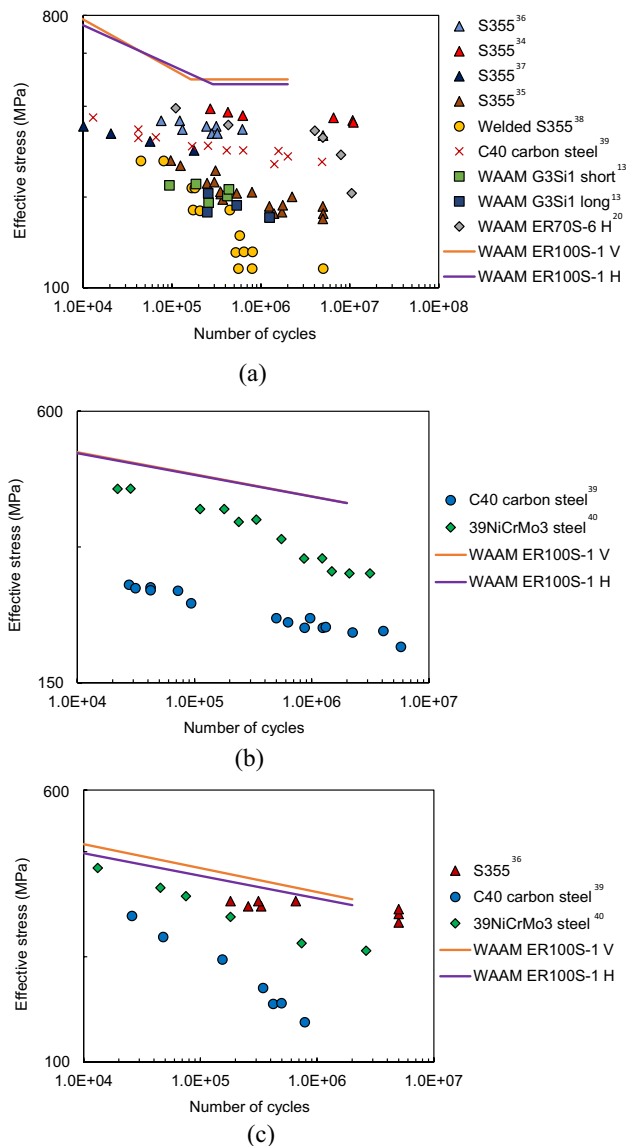 800
Effective stress (MPa)
100
1.0E+04 1.0E+05 1.0E+06 1.0E+07 1.0E+08
Number of cycles
S355³⁶
S355³⁴
S355³⁷
S355³⁵
Welded S355³⁸
C40 carbon steel³⁹
WAAM G3Si1 short¹³
WAAM G3Si1 long¹³
WAAM ER70S-6 H²⁰
WAAM ER100S-1 V
WAAM ER100S-1 H
(a)
600
Effective stress (MPa)
150
1.0E+04 1.0E+05 1.0E+06 1.0E+07
Number of cycles
C40 carbon steel³⁹
39NiCrMo3 steel⁴⁰
WAAM ER100S-1 V
WAAM ER100S-1 H
(b)
600
Effective stress (MPa)
100
1.0E+04 1.0E+05 1.0E+06 1.0E+07
Number of cycles
S355³⁶
C40 carbon steel³⁹
39NiCrMo3 steel⁴⁰
WAAM ER100S-1 V
WAAM ER100S-1 H
(c)